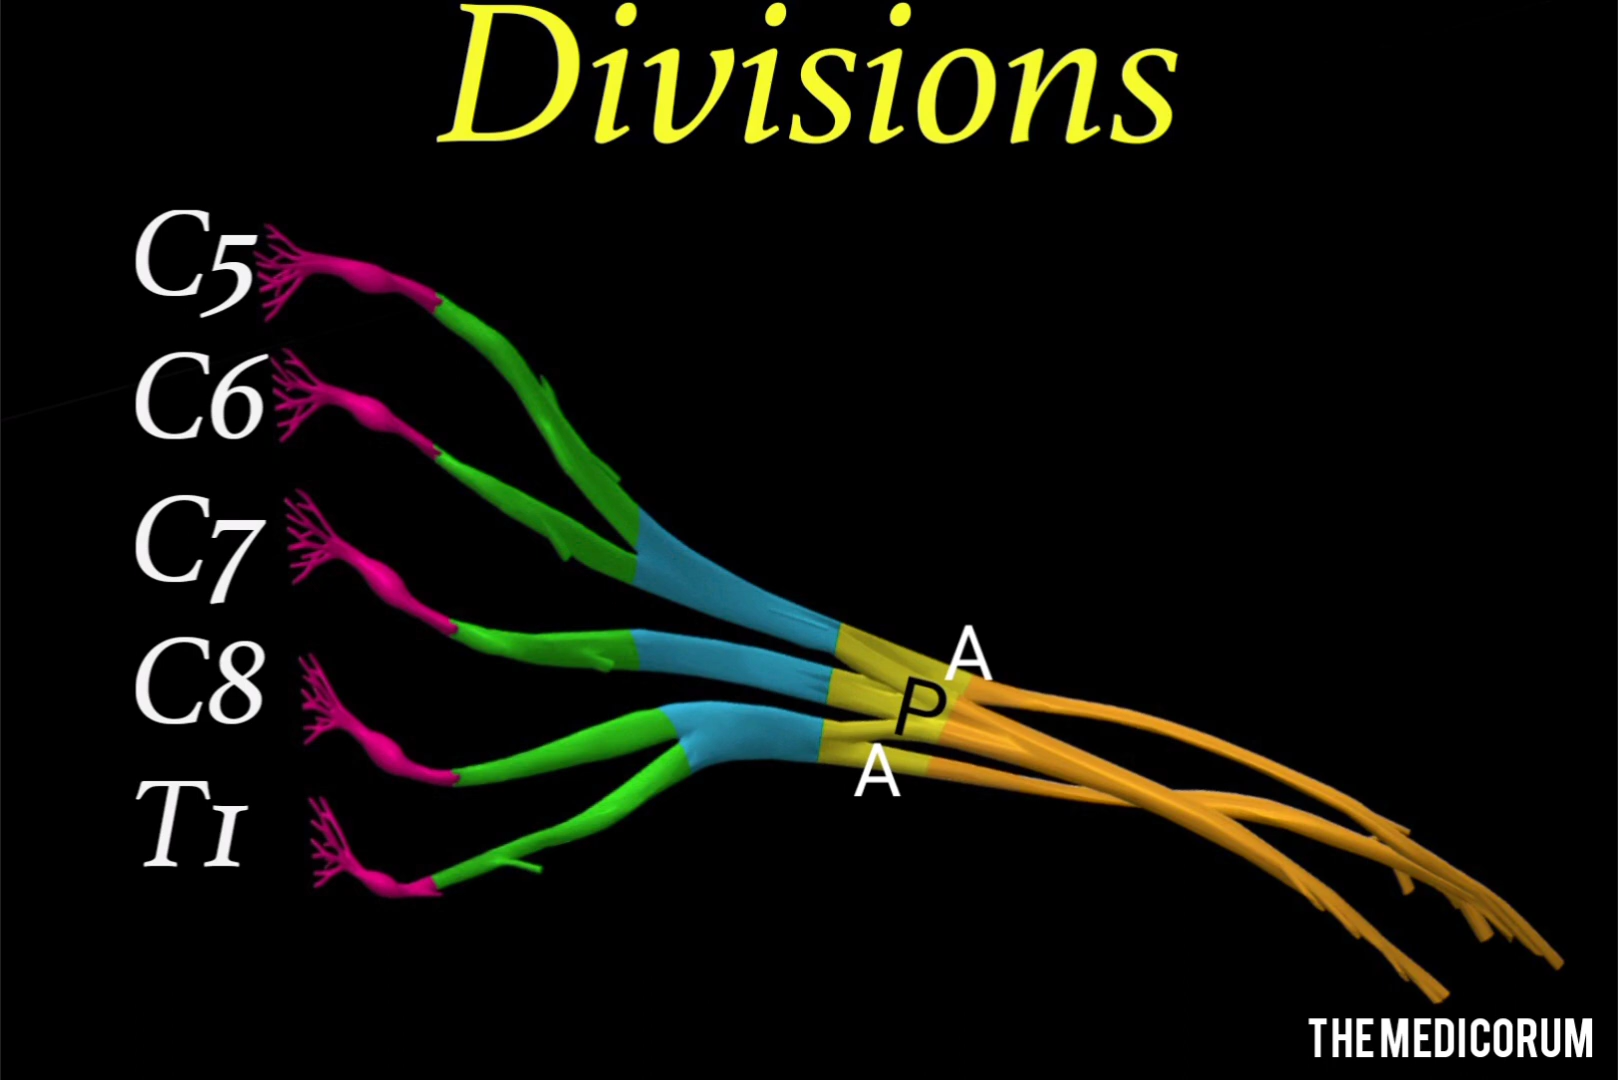 Divisions
C5
C6
C7
C8
T1
A
P
A
THE MEDICORUM